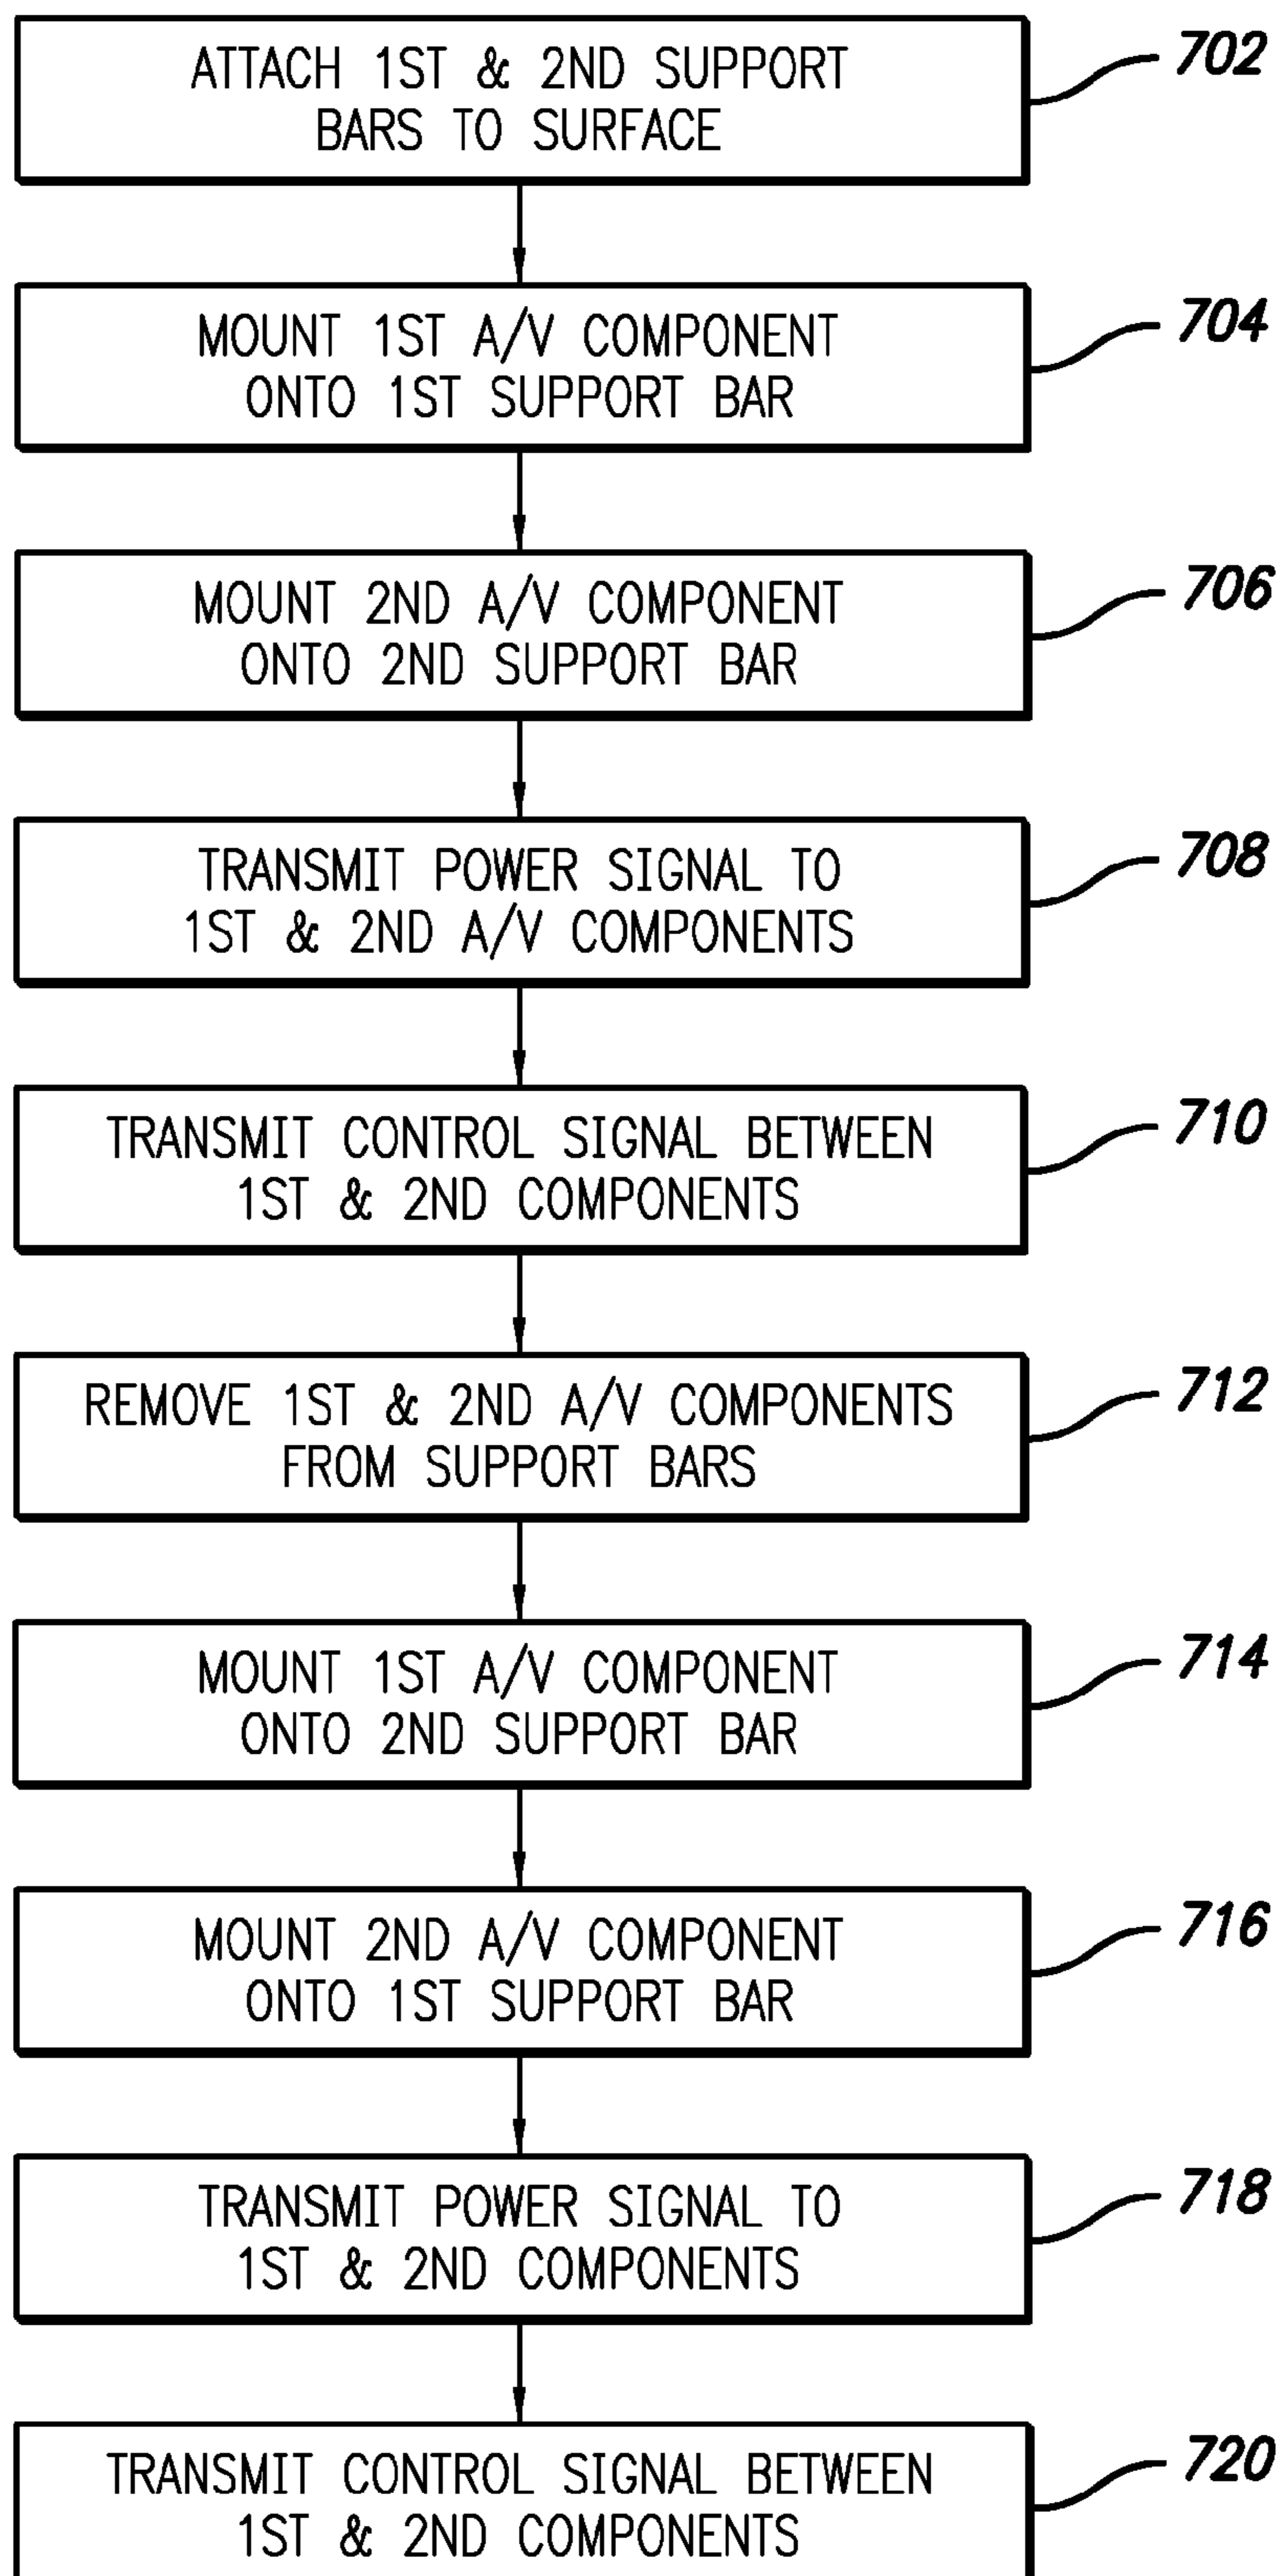 ATTACH 1ST & 2ND SUPPORT
BARS TO SURFACE
702
MOUNT 1ST A/V COMPONENT
ONTO 1ST SUPPORT BAR
704
MOUNT 2ND A/V COMPONENT
ONTO 2ND SUPPORT BAR
706
TRANSMIT POWER SIGNAL TO
1ST & 2ND A/V COMPONENTS
708
TRANSMIT CONTROL SIGNAL BETWEEN
1ST & 2ND COMPONENTS
710
REMOVE 1ST & 2ND A/V COMPONENTS
FROM SUPPORT BARS
712
MOUNT 1ST A/V COMPONENT
ONTO 2ND SUPPORT BAR
714
MOUNT 2ND A/V COMPONENT
ONTO 1ST SUPPORT BAR
716
TRANSMIT POWER SIGNAL TO
1ST & 2ND COMPONENTS
718
TRANSMIT CONTROL SIGNAL BETWEEN
1ST & 2ND COMPONENTS
720